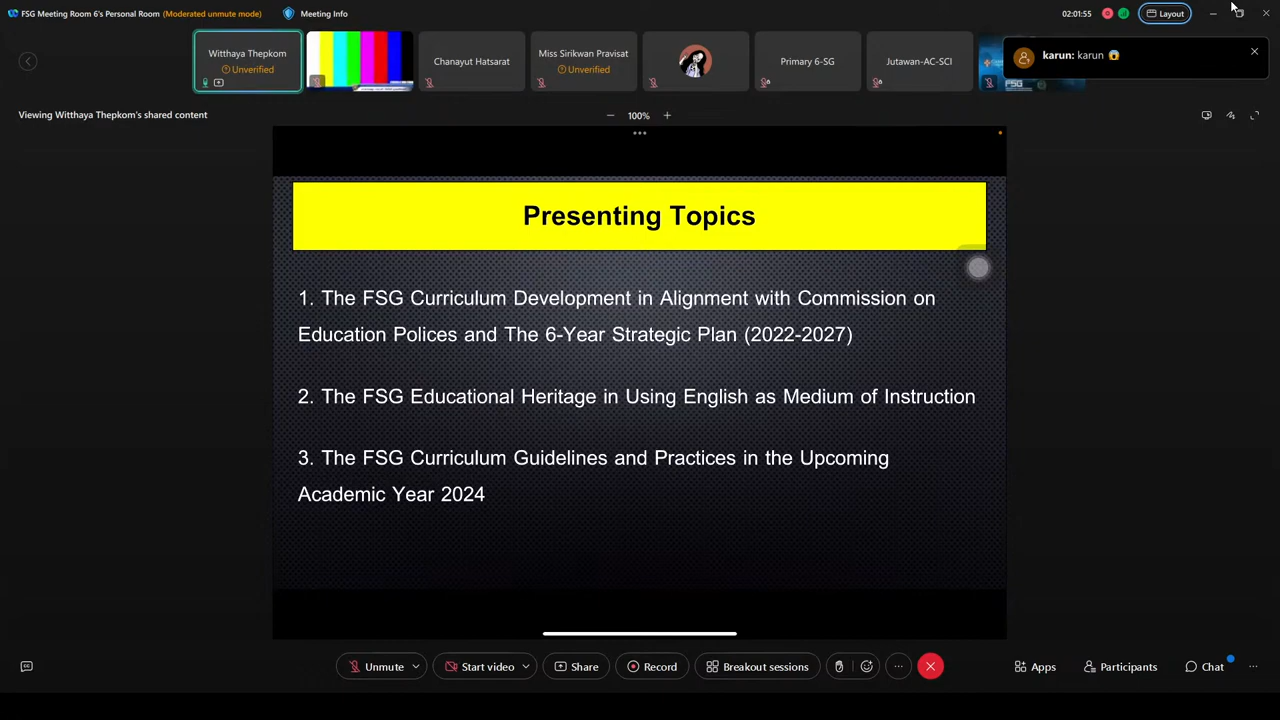 FSG Meeting Room 6's Personal Room (Moderated unmute mode) Meeting Info 02:01:55 Layout
Witthaya Thepkom
Unverified
Chanayut Hatsarat
Miss Sirikwan Pravisat
Unverified
Primary 6-SG
Jutawan-AC-SCI
FSG
karun: karun 😱
Viewing Witthaya Thepkom's shared content
100%
Presenting Topics
1. The FSG Curriculum Development in Alignment with Commission on
Education Polices and The 6-Year Strategic Plan (2022-2027)
2. The FSG Educational Heritage in Using English as Medium of Instruction
3. The FSG Curriculum Guidelines and Practices in the Upcoming
Academic Year 2024
Unmute Start video Share Record Breakout sessions Apps Participants Chat